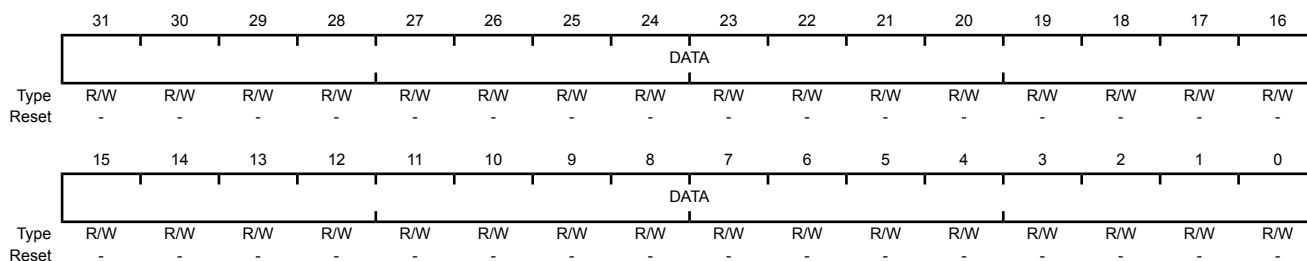 31 30 29 28 27 26 25 24 23 22 21 20 19 18 17 16
DATA
Type R/W R/W R/W R/W R/W R/W R/W R/W R/W R/W R/W R/W R/W R/W R/W R/W
Reset - - - - - - - - - - - - - - - -
15 14 13 12 11 10 9 8 7 6 5 4 3 2 1 0
DATA
Type R/W R/W R/W R/W R/W R/W R/W R/W R/W R/W R/W R/W R/W R/W R/W R/W
Reset - - - - - - - - - - - - - - - -